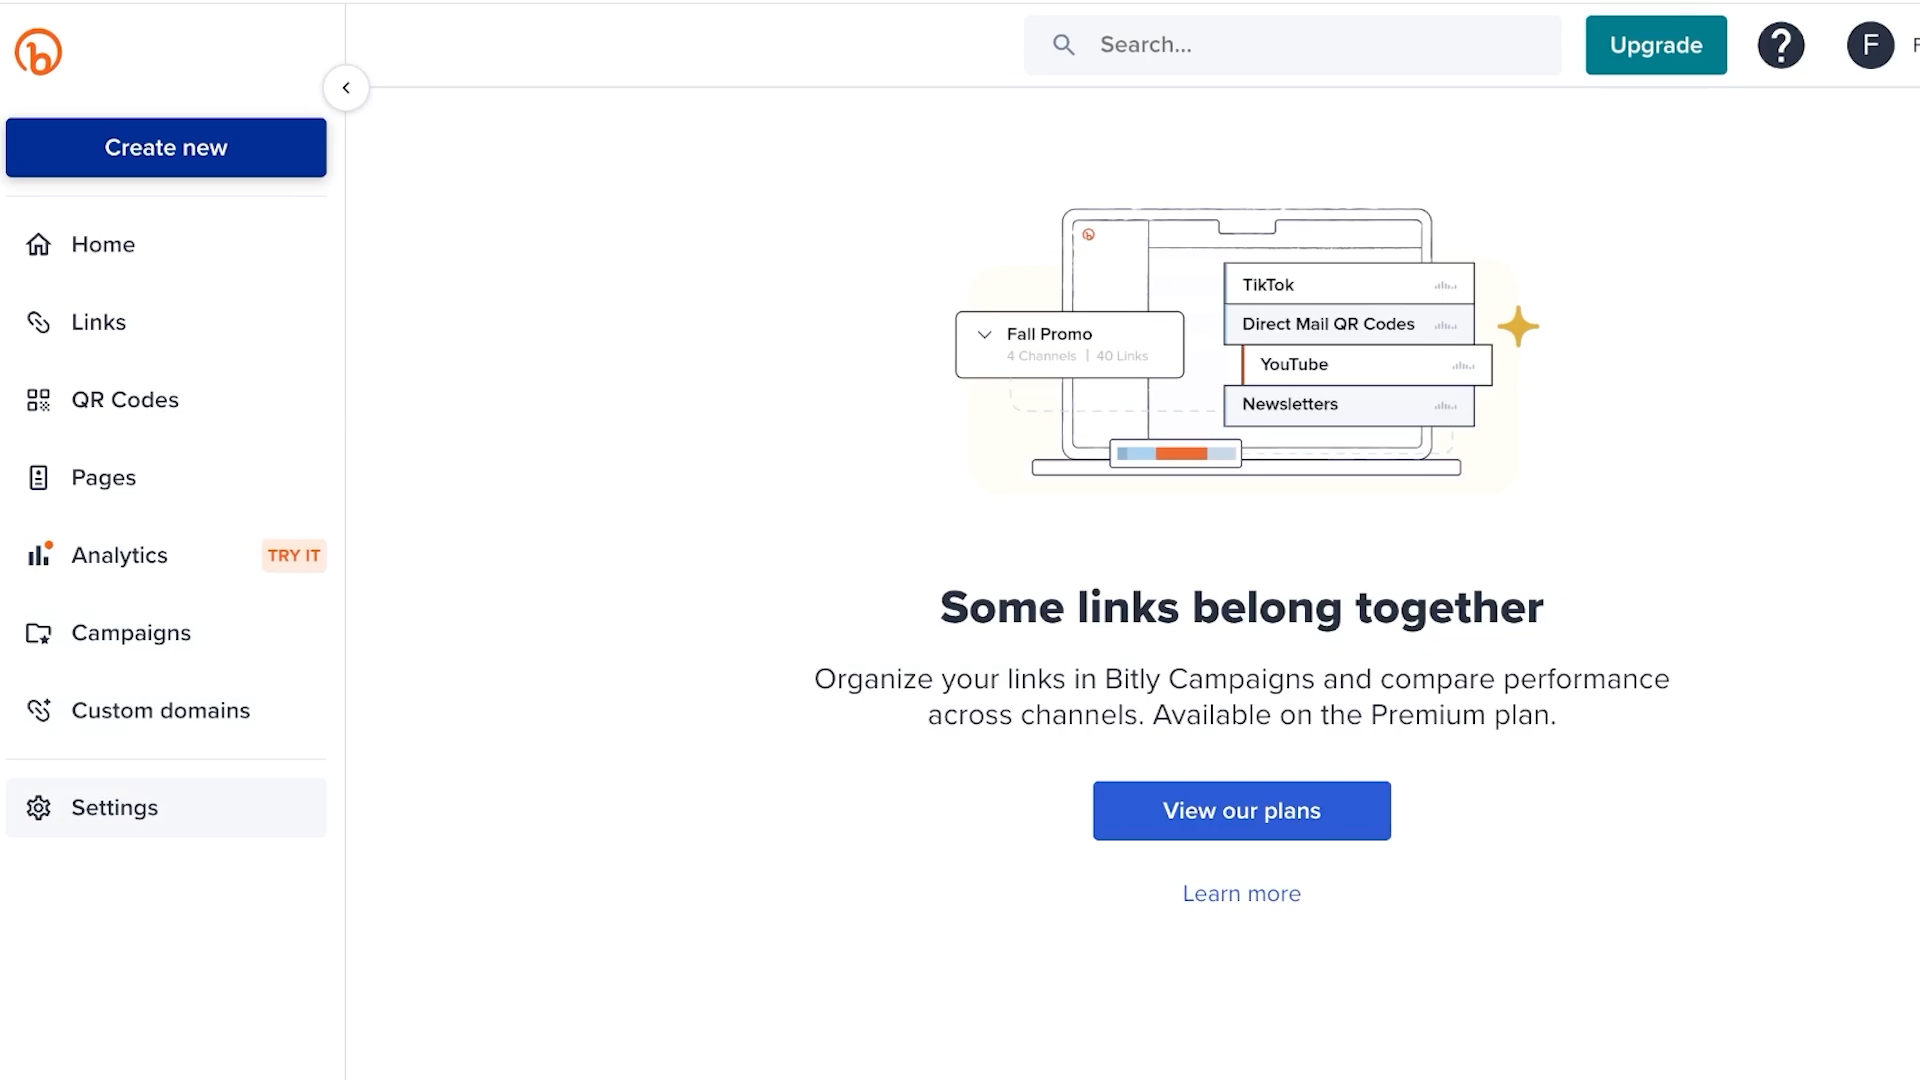 Search...
Upgrade
?
F
Create new
Home
Links
QR Codes
Pages
Analytics
TRY IT
Campaigns
Custom domains
Settings
Fall Promo
4 Channels | 40 Links
TikTok
Direct Mail QR Codes
YouTube
Newsletters
Some links belong together
Organize your links in Bitly Campaigns and compare performance
across channels. Available on the Premium plan.
View our plans
Learn more